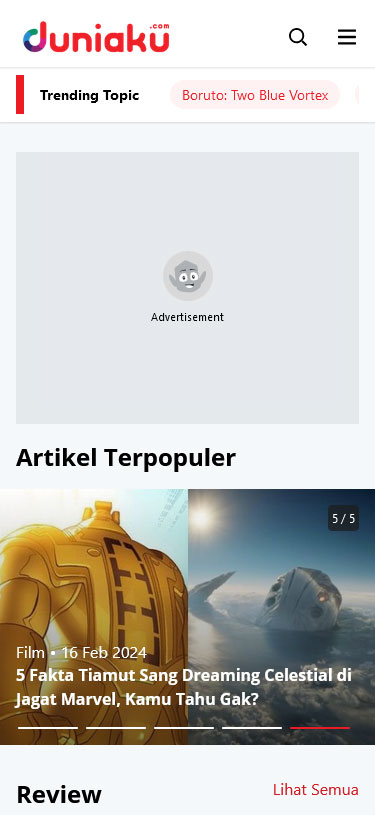 duniaku.com
Trending Topic
Boruto: Two Blue Vortex
Advertisement
Artikel Terpopuler
5 / 5
Film • 16 Feb 2024
5 Fakta Tiamut Sang Dreaming Celestial di
Jagat Marvel, Kamu Tahu Gak?
Review
Lihat Semua